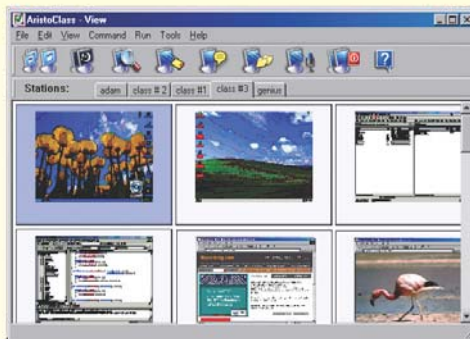 AristoClass - View
File Edit View Command Run Tools Help
Stations: adam class # 2 class #1 class #3 genius